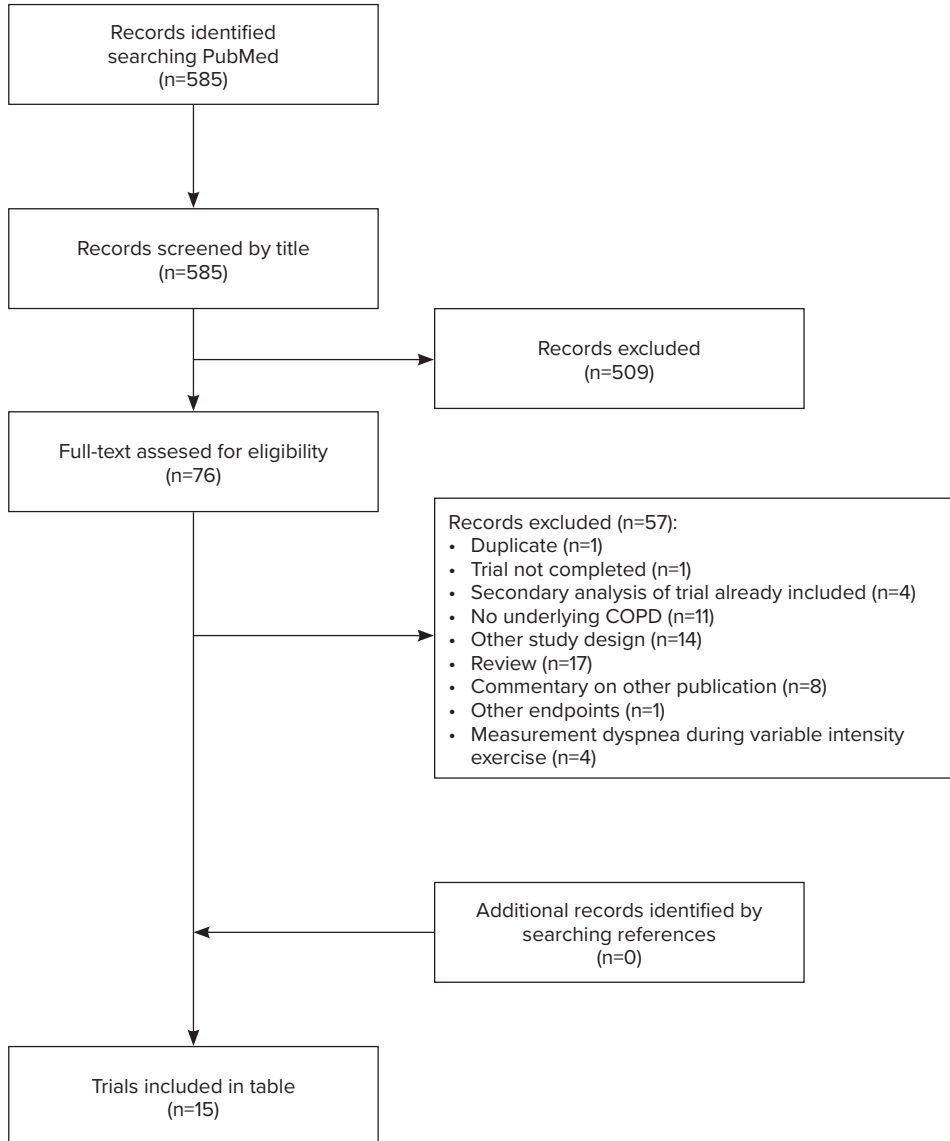 Records identified
searching PubMed
(n=585)
Records screened by title
(n=585)
Records excluded
(n=509)
Full-text assesed for eligibility
(n=76)
Records excluded (n=57):
• Duplicate (n=1)
• Trial not completed (n=1)
• Secondary analysis of trial already included (n=4)
• No underlying COPD (n=11)
• Other study design (n=14)
• Review (n=17)
• Commentary on other publication (n=8)
• Other endpoints (n=1)
• Measurement dyspnea during variable intensity
exercise (n=4)
Additional records identified by
searching references
(n=0)
Trials included in table
(n=15)